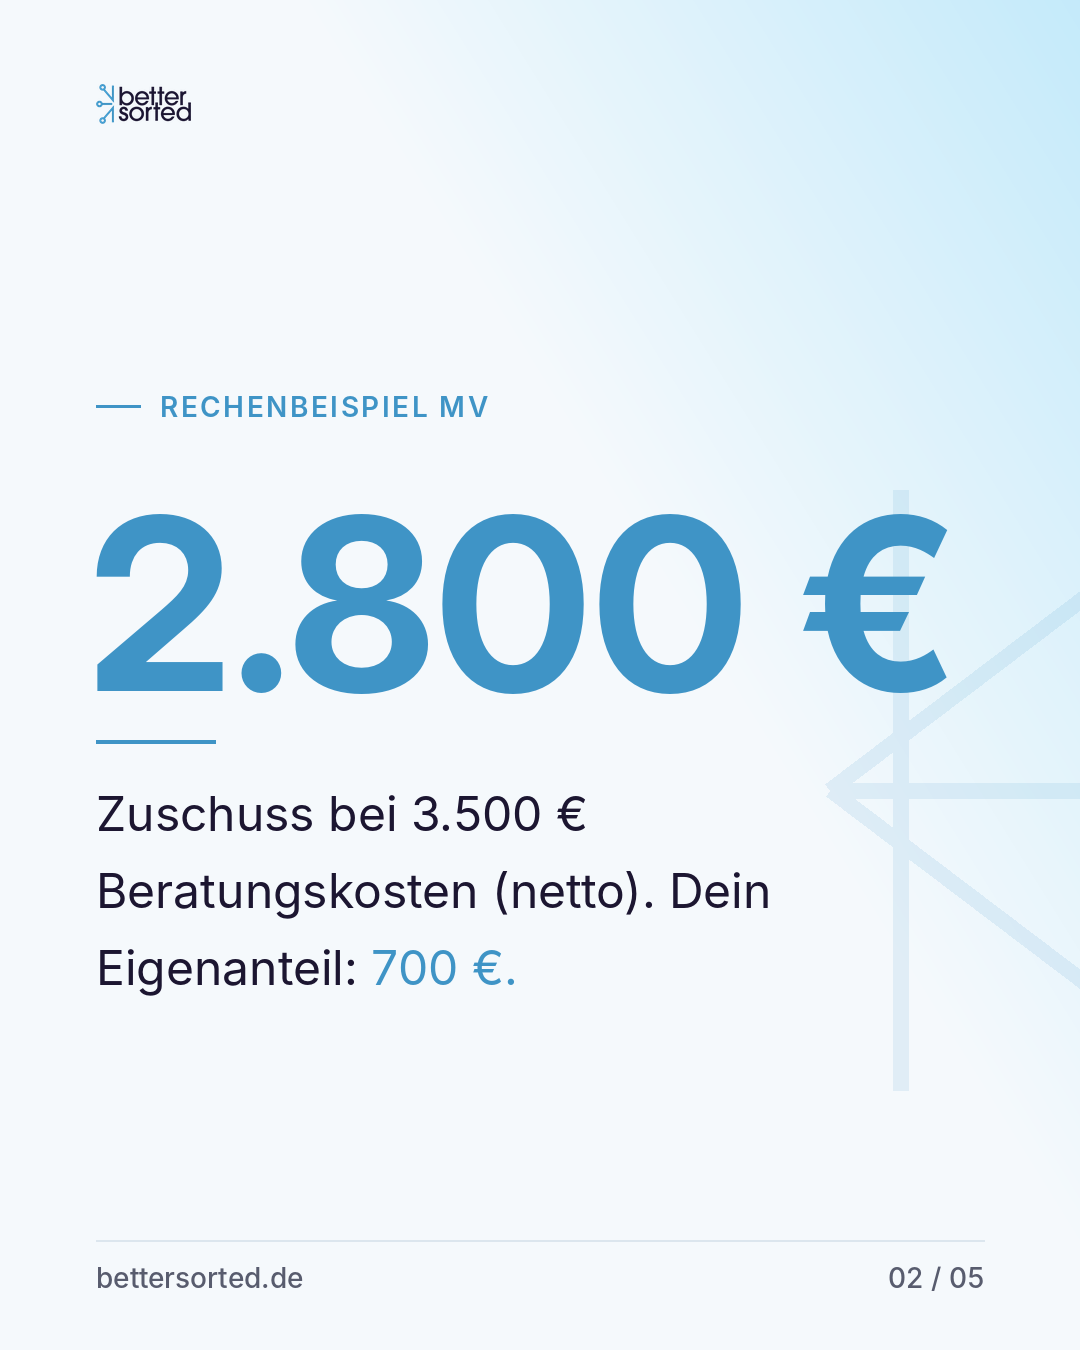 better
sorted
RECHENBEISPIEL MV
2.800 €
Zuschuss bei 3.500 €
Beratungskosten (netto). Dein
Eigenanteil: 700 €.
bettersorted.de
02 / 05